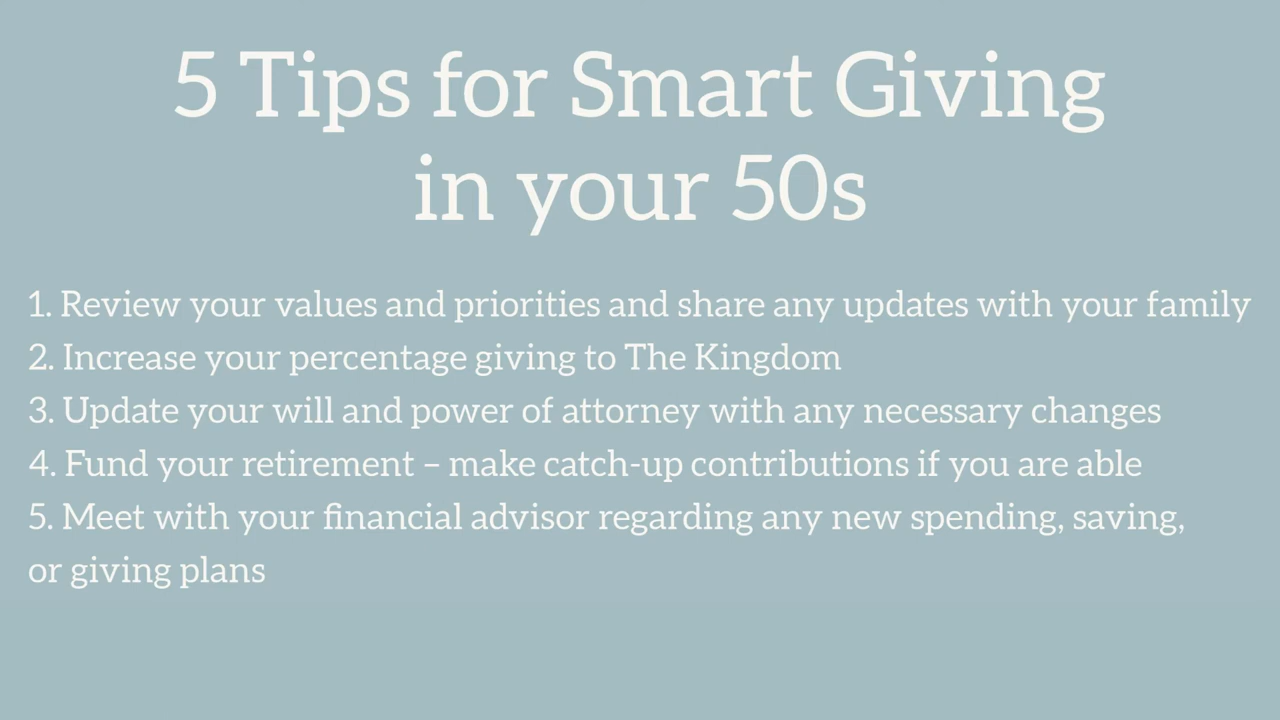 5 Tips for Smart Giving
in your 50s
1. Review your values and priorities and share any updates with your family
2. Increase your percentage giving to The Kingdom
3. Update your will and power of attorney with any necessary changes
4. Fund your retirement – make catch-up contributions if you are able
5. Meet with your financial advisor regarding any new spending, saving,
or giving plans